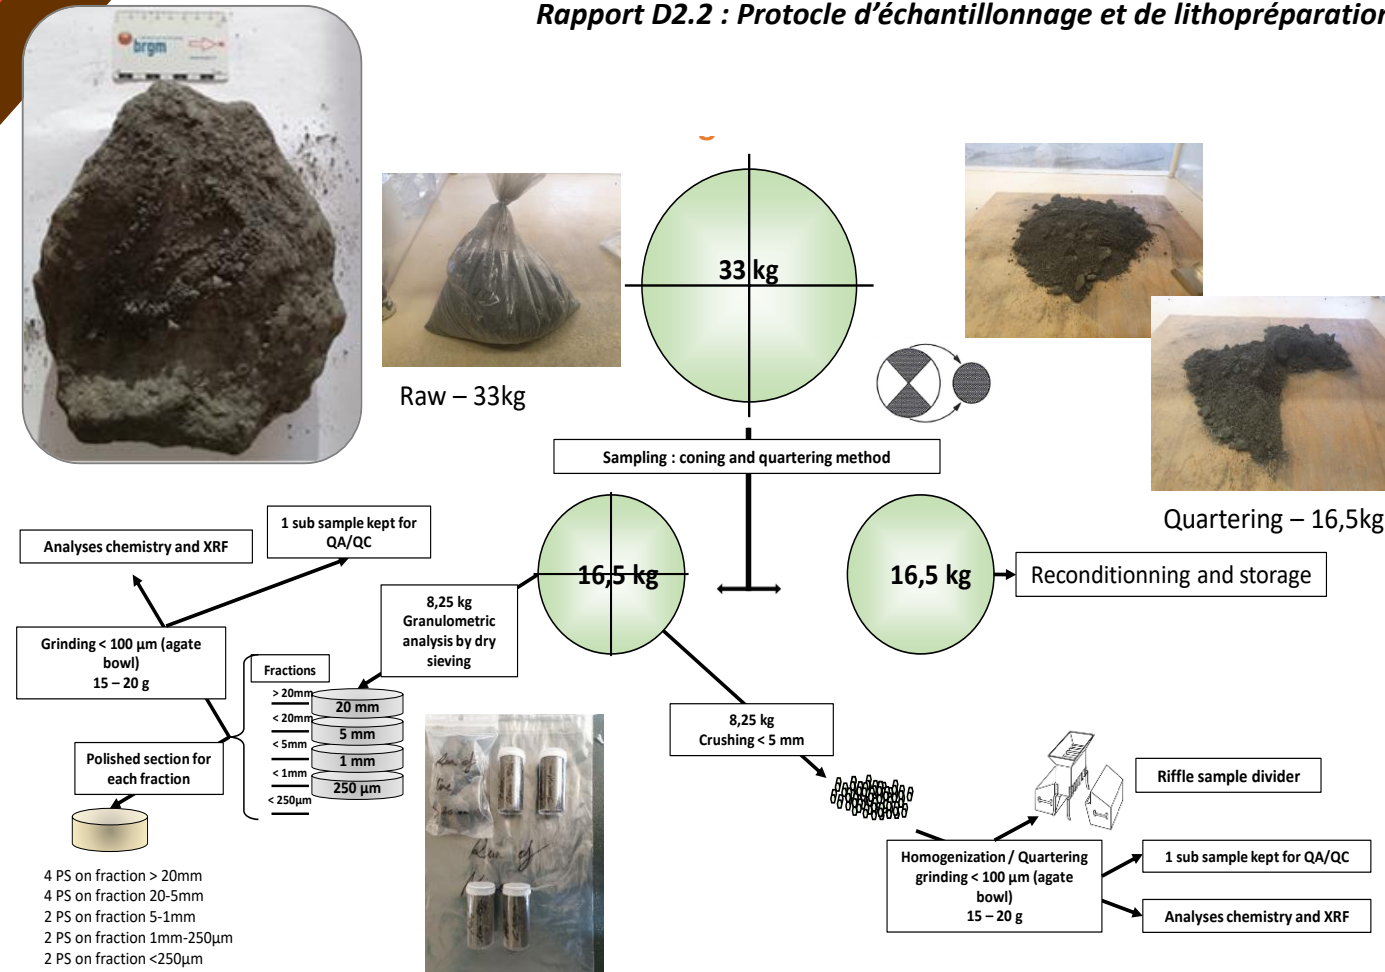 Rapport D2.2 : Protocle d’échantillonnage et de lithopréparation
brgm
33 kg
Raw – 33kg
Sampling : coning and quartering method
Quartering – 16,5kg
1 sub sample kept for
QA/QC
Analyses chemistry and XRF
16,5 kg
16,5 kg
Reconditionning and storage
8,25 kg
Granulometric
analysis by dry
sieving
Grinding < 100 µm (agate
bowl)
15 – 20 g
Fractions
> 20mm
< 20mm
< 5mm
< 1mm
< 250µm
20 mm
5 mm
1 mm
250 µm
Polished section for
each fraction
8,25 kg
Crushing < 5 mm
Riffle sample divider
Homogenization / Quartering
grinding < 100 µm (agate
bowl)
15 – 20 g
1 sub sample kept for QA/QC
Analyses chemistry and XRF
4 PS on fraction > 20mm
4 PS on fraction 20-5mm
2 PS on fraction 5-1mm
2 PS on fraction 1mm-250µm
2 PS on fraction <250µm
Run of